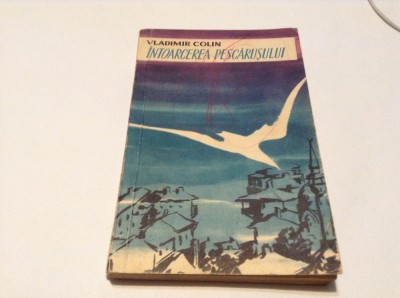 VLADIMIR COLIN
ÎNTOARCEREA PESCĂRUȘULUI